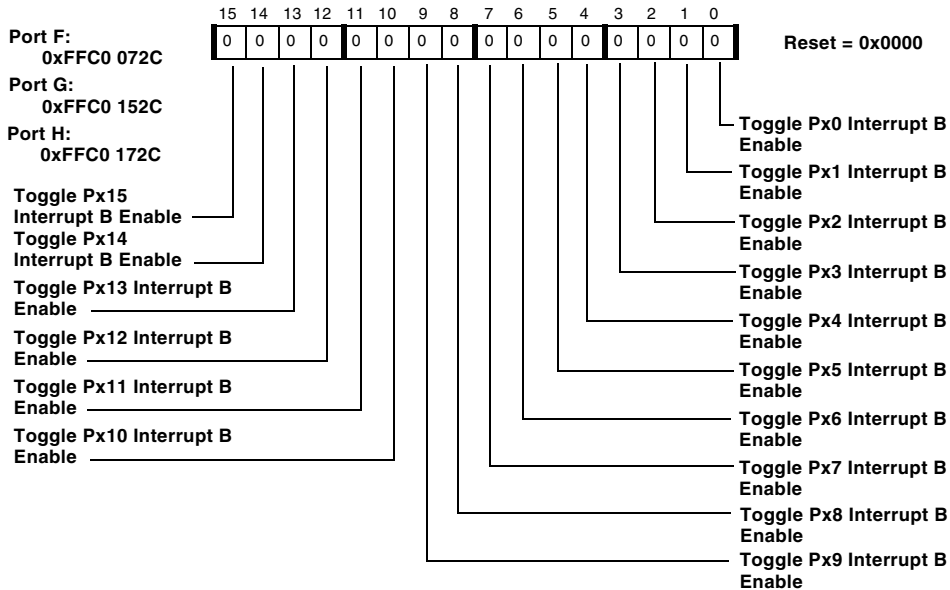 15 14 13 12 11 10 9 8 7 6 5 4 3 2 1 0
0 0 0 0 0 0 0 0 0 0 0 0 0 0 0 0
Reset = 0x0000
Port F:
0xFFC0 072C
Port G:
0xFFC0 152C
Port H:
0xFFC0 172C
Toggle Px15
Interrupt B Enable
Toggle Px14
Interrupt B Enable
Toggle Px13 Interrupt B
Enable
Toggle Px12 Interrupt B
Enable
Toggle Px11 Interrupt B
Enable
Toggle Px10 Interrupt B
Enable
Toggle Px0 Interrupt B
Enable
Toggle Px1 Interrupt B
Enable
Toggle Px2 Interrupt B
Enable
Toggle Px3 Interrupt B
Enable
Toggle Px4 Interrupt B
Enable
Toggle Px5 Interrupt B
Enable
Toggle Px6 Interrupt B
Enable
Toggle Px7 Interrupt B
Enable
Toggle Px8 Interrupt B
Enable
Toggle Px9 Interrupt B
Enable